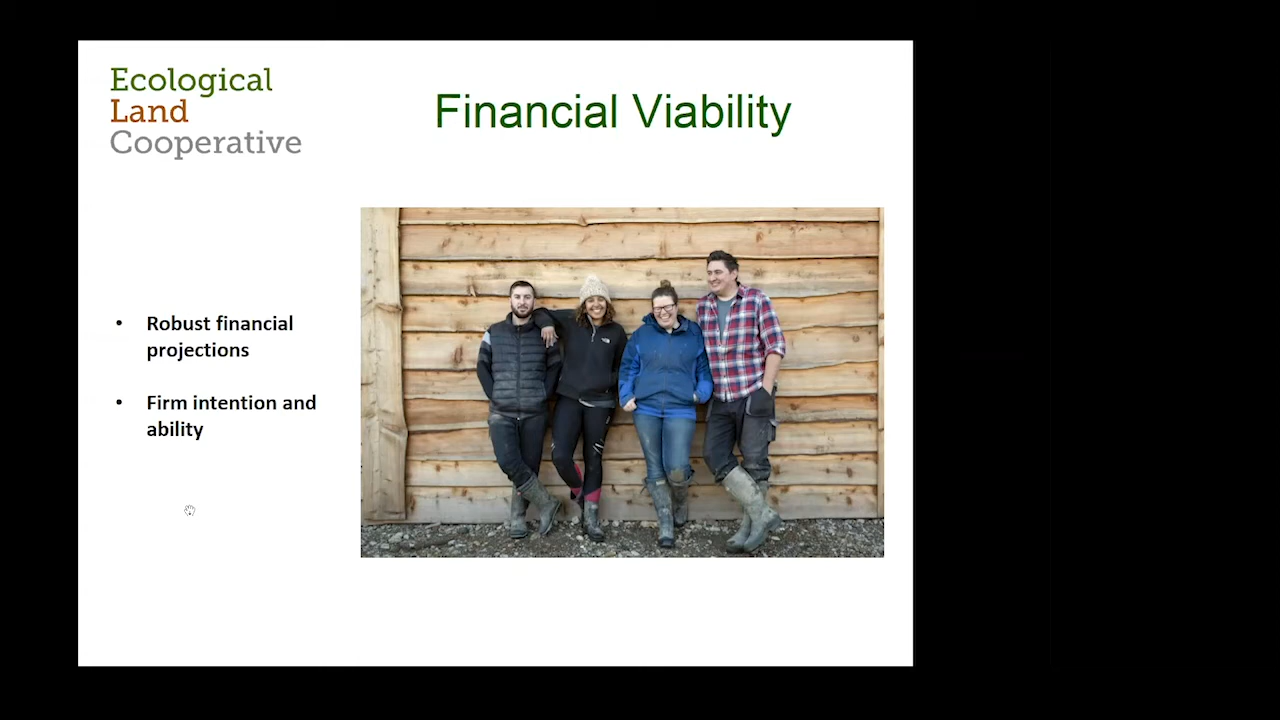 Ecological
Land
Cooperative
Financial Viability
• Robust financial
projections
• Firm intention and
ability